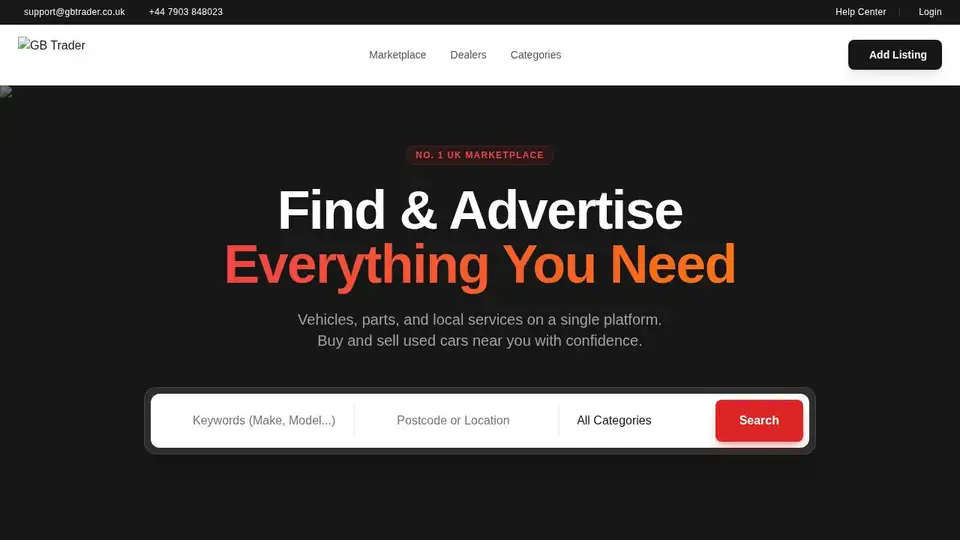 support@gbtrader.co.uk +44 7903 848023 Help Center Login
GB Trader Marketplace Dealers Categories Add Listing
NO. 1 UK MARKETPLACE
Find & Advertise
Everything You Need
Vehicles, parts, and local services on a single platform.
Buy and sell used cars near you with confidence.
Keywords (Make, Model...) Postcode or Location All Categories Search